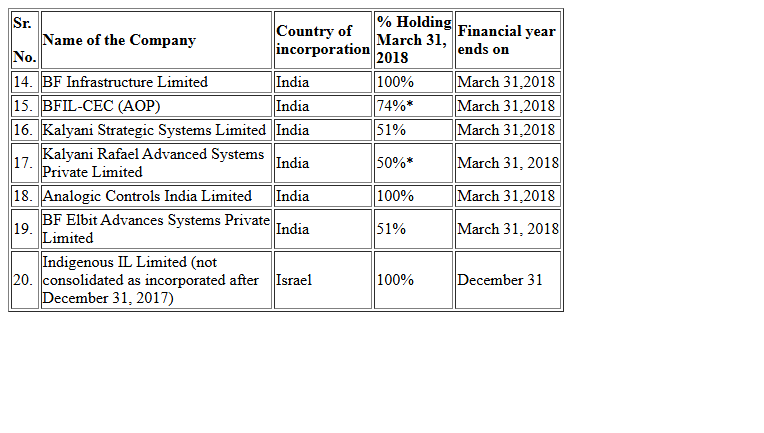 Sr.
No.
Name of the Company
Country of
incorporation
% Holding
March 31,
2018
Financial year
ends on
14. BF Infrastructure Limited India 100% March 31,2018
15. BFIL-CEC (AOP) India 74%* March 31,2018
16. Kalyani Strategic Systems Limited India 51% March 31,2018
17. Kalyani Rafael Advanced Systems
Private Limited
India 50%* March 31, 2018
18. Analogic Controls India Limited India 100% March 31,2018
19. BF Elbit Advances Systems Private
Limited
India 51% March 31, 2018
20. Indigenous IL Limited (not
consolidated as incorporated after
December 31, 2017)
Israel 100% December 31